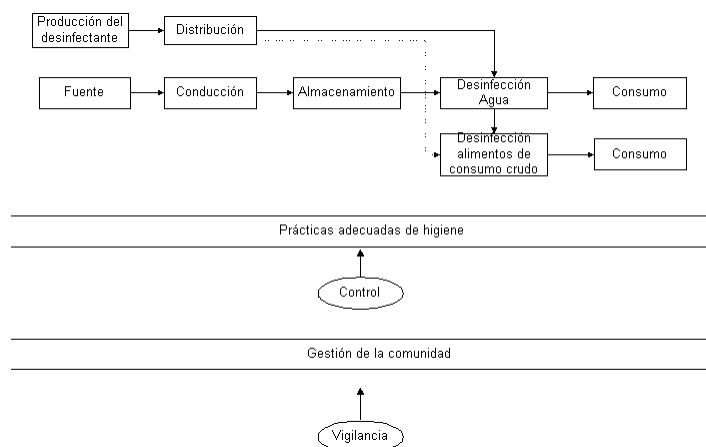 Producción del
desinfectante
Distribución
Fuente
Conducción
Almacenamiento
Desinfección
Agua
Consumo
Desinfección
alimentos de
consumo crudo
Consumo
Prácticas adecuadas de higiene
Control
Gestión de la comunidad
Vigilancia